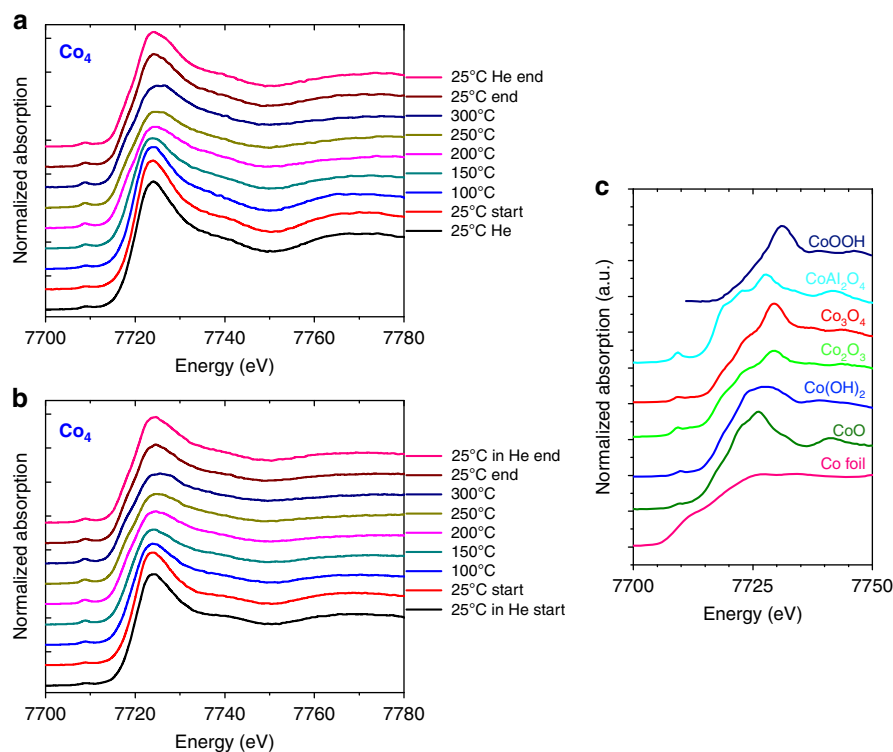 a
Co4
Normalized absorption
25°C He end
25°C end
300°C
250°C
200°C
150°C
100°C
25°C start
25°C He
7700
7720
7740
7760
7780
Energy (eV)
b
Co4
Normalized absorption
25°C in He end
25°C end
300°C
250°C
200°C
150°C
100°C
25°C start
25°C in He start
7700
7720
7740
7760
7780
Energy (eV)
c
Normalized absorption (a.u.)
CoOOH
CoAl2O4
Co3O4
Co2O3
Co(OH)2
CoO
Co foil
7700
7725
7750
Energy (eV)